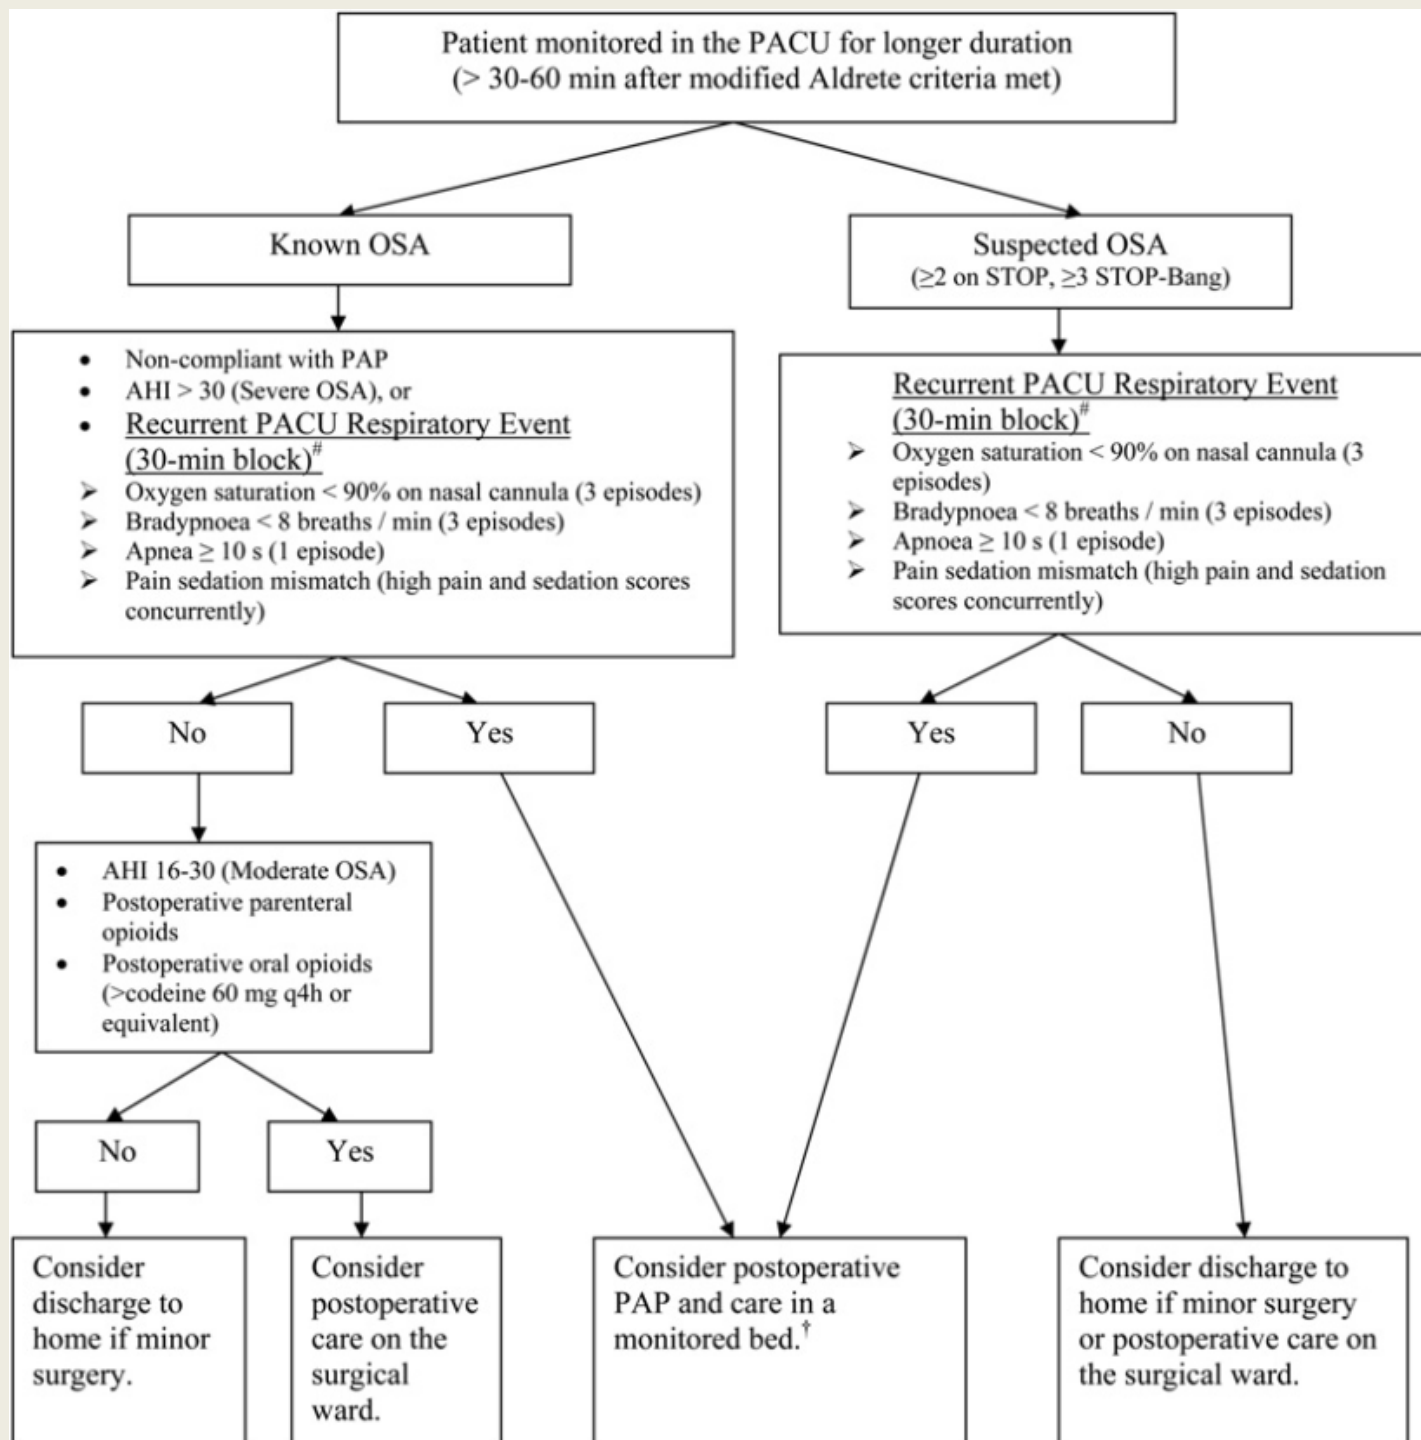 Patient monitored in the PACU for longer duration
(> 30-60 min after modified Aldrete criteria met)
Known OSA
Suspected OSA
(≥2 on STOP, ≥3 STOP-Bang)
• Non-compliant with PAP
• AHI > 30 (Severe OSA), or
• Recurrent PACU Respiratory Event
(30-min block)#
➢ Oxygen saturation < 90% on nasal cannula (3 episodes)
➢ Bradypnoea < 8 breaths / min (3 episodes)
➢ Apnea ≥ 10 s (1 episode)
➢ Pain sedation mismatch (high pain and sedation scores
concurrently)
Recurrent PACU Respiratory Event
(30-min block)#
➢ Oxygen saturation < 90% on nasal cannula (3
episodes)
➢ Bradypnoea < 8 breaths / min (3 episodes)
➢ Apnoea ≥ 10 s (1 episode)
➢ Pain sedation mismatch (high pain and sedation
scores concurrently)
No
Yes
Yes
No
• AHI 16-30 (Moderate OSA)
• Postoperative parenteral
opioids
• Postoperative oral opioids
(>codeine 60 mg q4h or
equivalent)
No
Yes
Consider
discharge to
home if minor
surgery.
Consider
postoperative
care on the
surgical
ward.
Consider postoperative
PAP and care in a
monitored bed.†
Consider discharge to
home if minor surgery
or postoperative care on
the surgical ward.